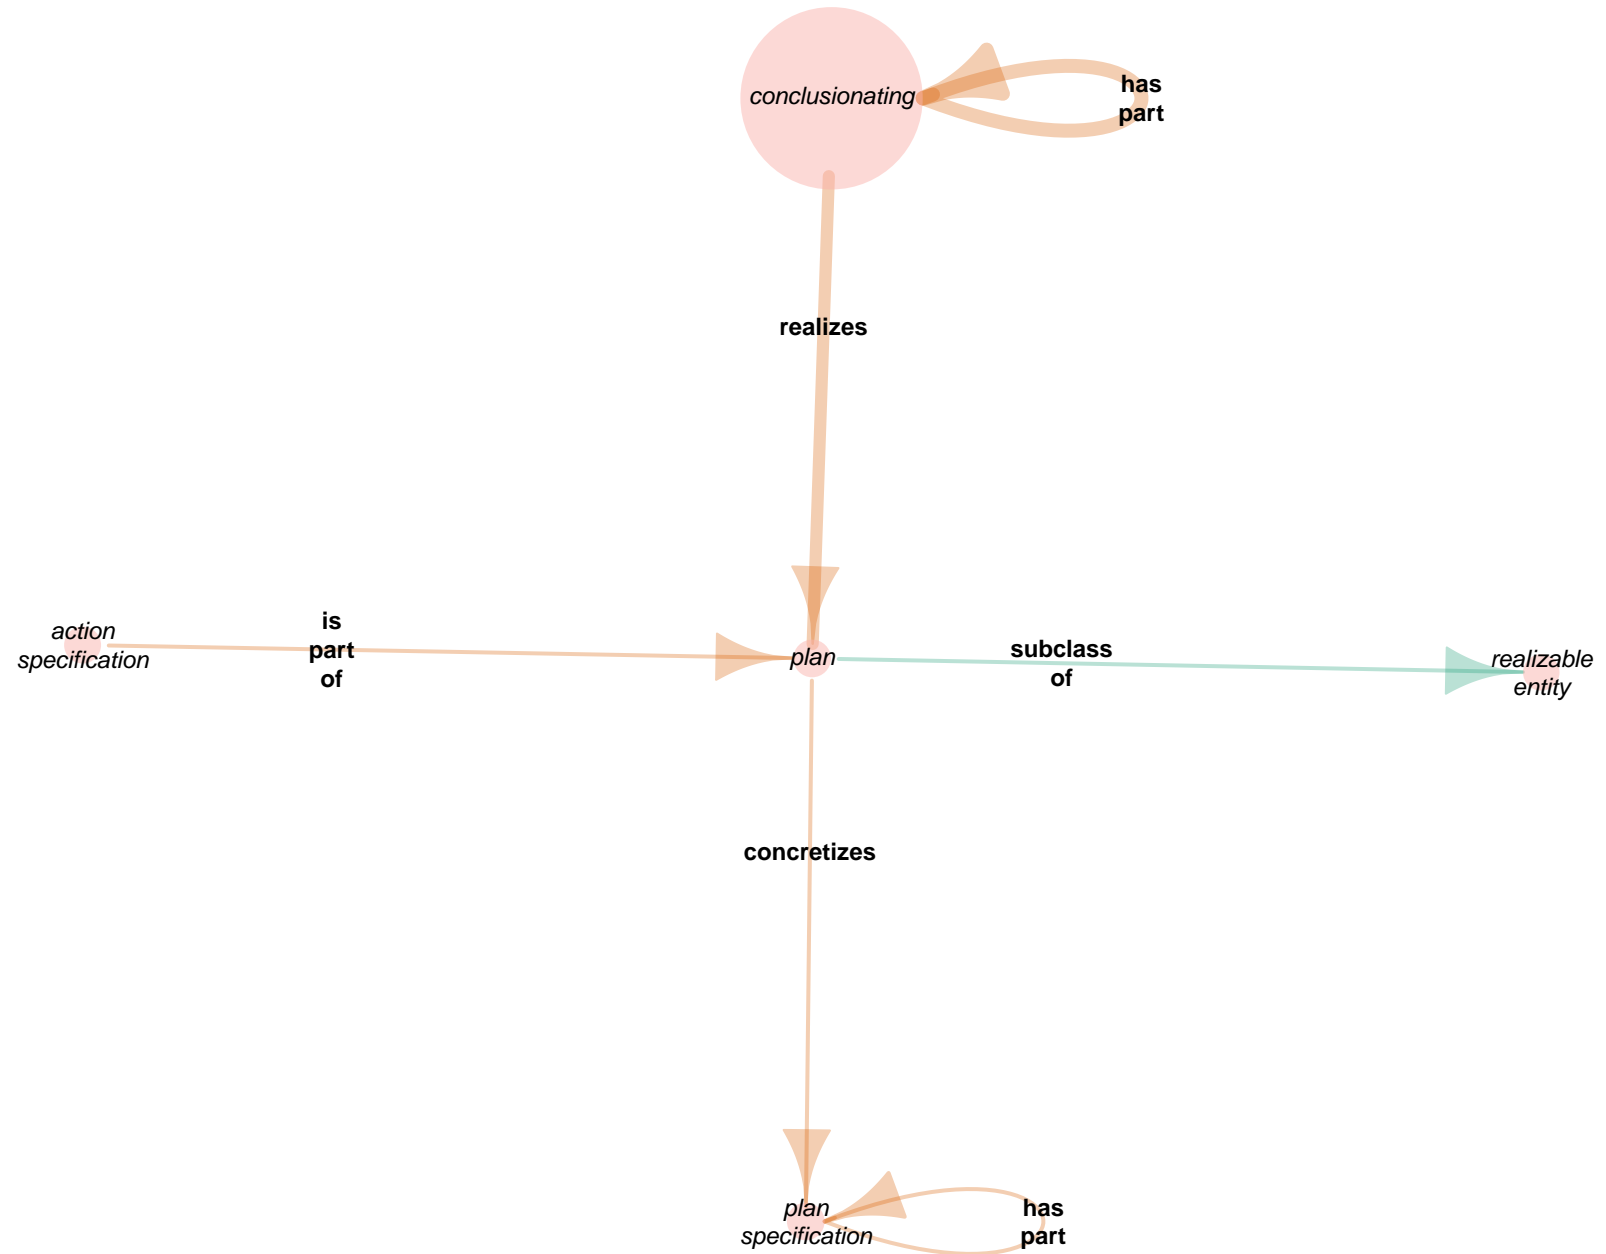 conclusionating
has
part
realizes
action
specification
is
part
of
plan
subclass
of
realizable
entity
concretizes
plan
specification
has
part